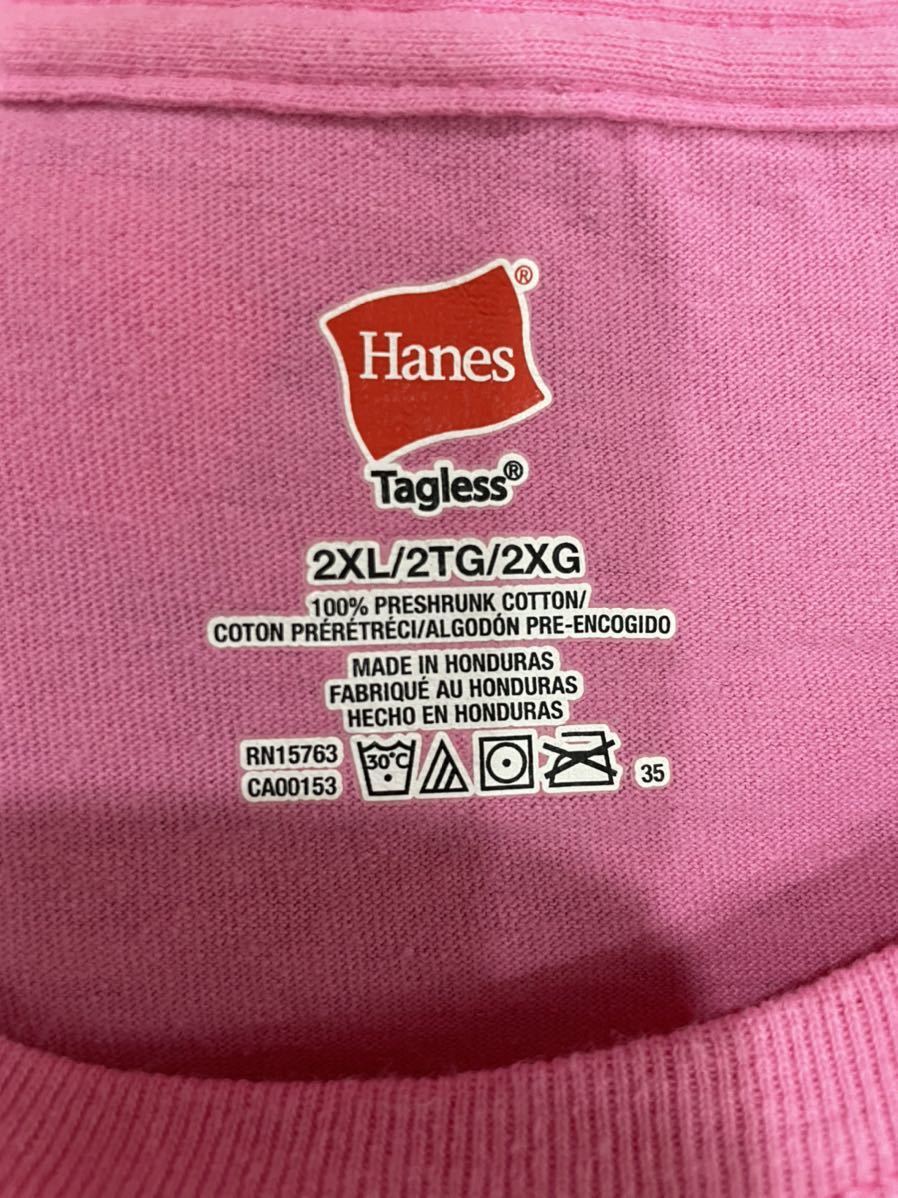 Hanes®
Tagless®
2XL/2TG/2XG
100% PRESHRUNK COTTON/
COTON PRÉRÉTRÉCI/ALGODÓN PRE-ENCOGIDO
MADE IN HONDURAS
FABRIQUÉ AU HONDURAS
HECHO EN HONDURAS
RN15763
CA00153
30°C
35